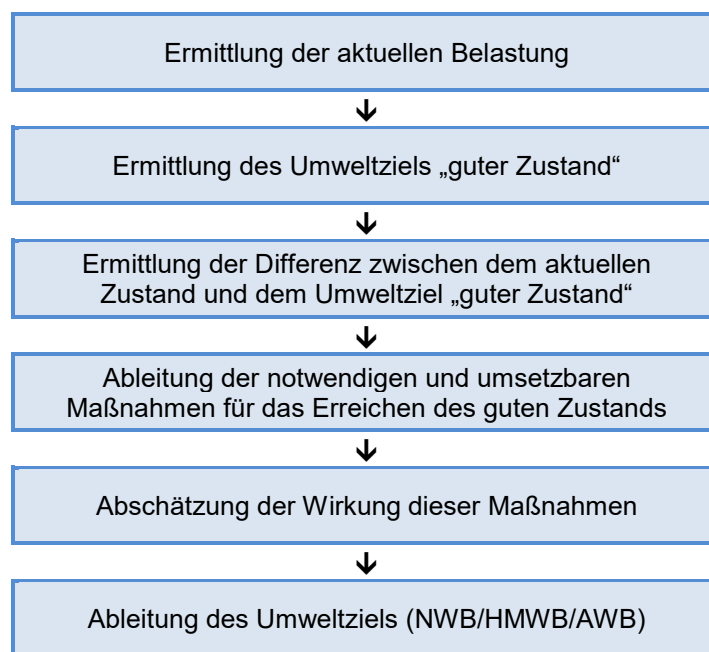 Ermittlung der aktuellen Belastung
Ermittlung des Umweltziels „guter Zustand“
Ermittlung der Differenz zwischen dem aktuellen
Zustand und dem Umweltziel „guter Zustand“
Ableitung der notwendigen und umsetzbaren
Maßnahmen für das Erreichen des guten Zustands
Abschätzung der Wirkung dieser Maßnahmen
Ableitung des Umweltziels (NWB/HMWB/AWB)